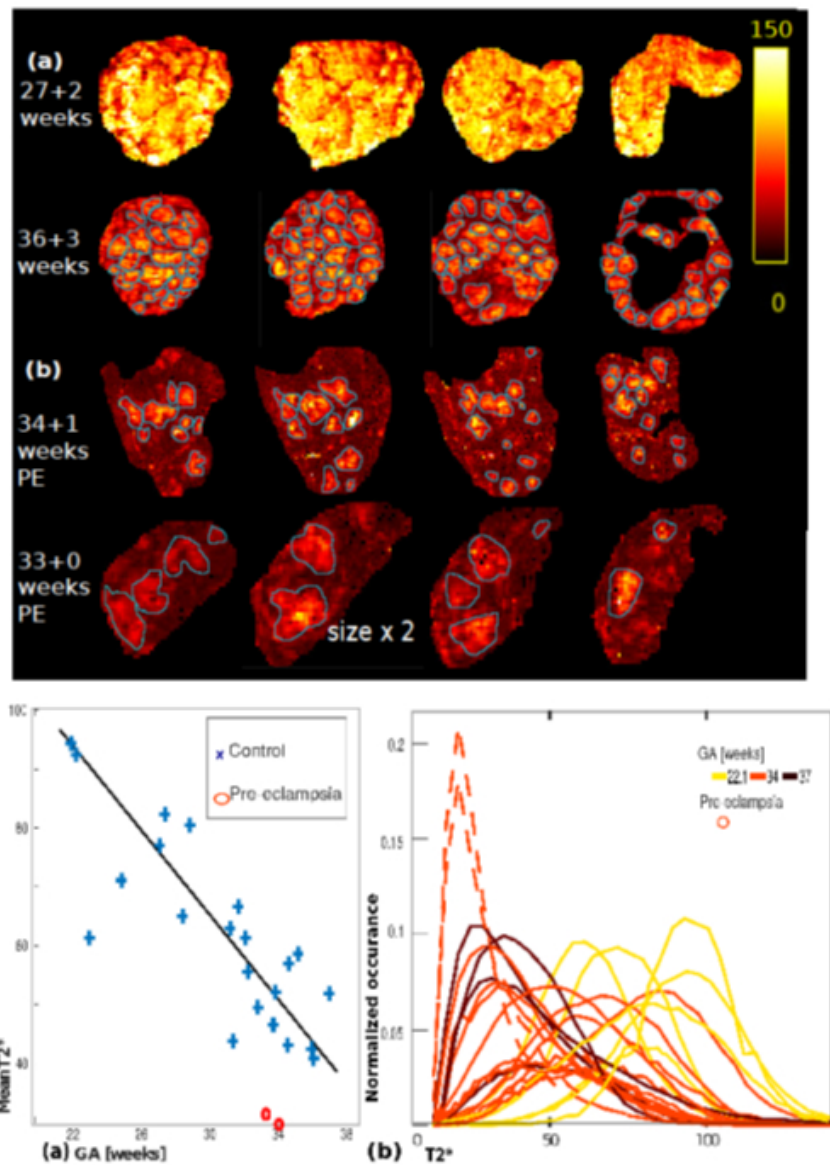 150
(a)
27+2
weeks
36+3
weeks
0
(b)
34+1
weeks
PE
33+0
weeks
PE
size x 2
100
80
60
40
Mean T2*
Control
Pre-eclampsia
22
26
30
34
38
(a) GA [weeks]
0.2
0.15
0.1
0.05
Normalized occurance
GA [weeks]
22.1 34 37
Pre-eclampsia
0
50
100
(b) T2*